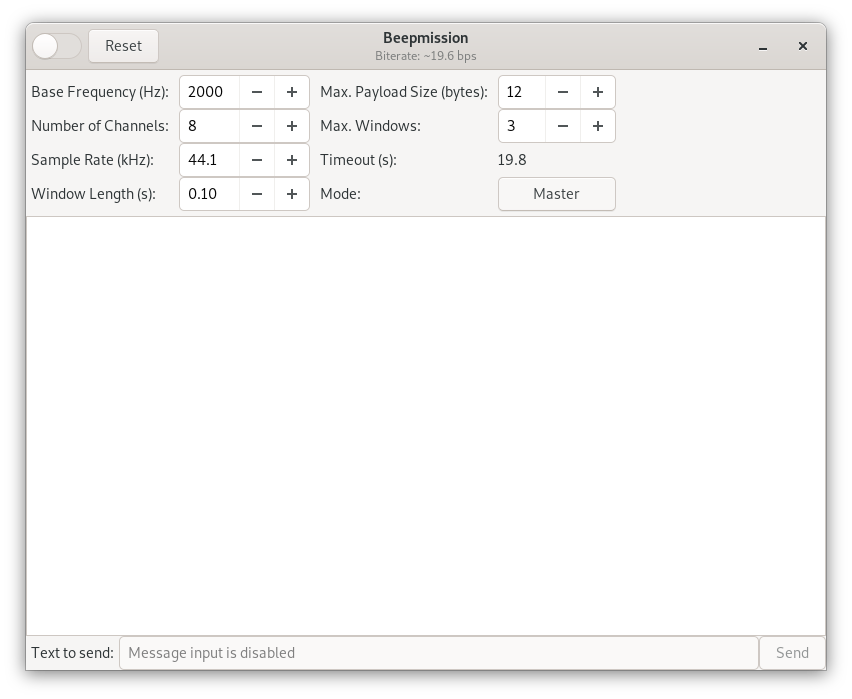 Reset
Beepmission
Biterate: ~19.6 bps
Base Frequency (Hz): 2000 − + Max. Payload Size (bytes): 12 − +
Number of Channels: 8 − + Max. Windows: 3 − +
Sample Rate (kHz): 44.1 − + Timeout (s): 19.8
Window Length (s): 0.10 − + Mode: Master
Text to send: Message input is disabled Send